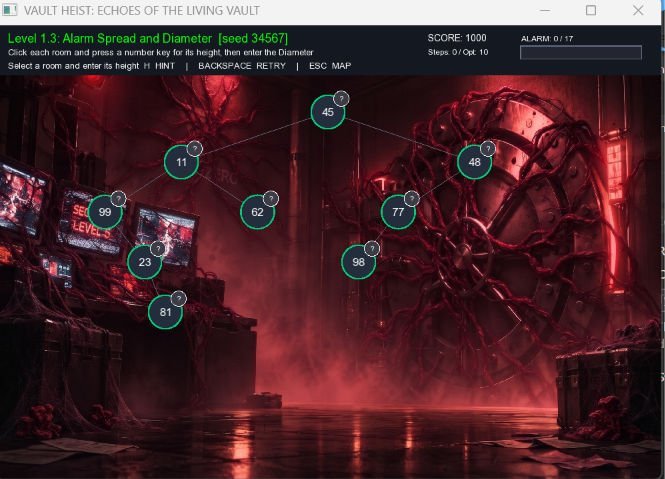 VAULT HEIST: ECHOES OF THE LIVING VAULT
Level 1.3: Alarm Spread and Diameter [seed 34567]
SCORE: 1000
ALARM: 0 / 17
Click each room and press a number key for its height, then enter the Diameter
Steps: 0 / Opt: 10
Select a room and enter its height H HINT | BACKSPACE RETRY | ESC MAP
?
45
? ?
11 48
? ? ?
99 62 77
? ?
23 98
?
81